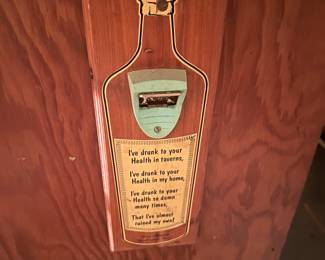 I've drunk to your
Health in taverns,
I've drunk to your
Health in my home,
I've drunk to your
Health so damn
many times,
That I've almost
ruined my own!